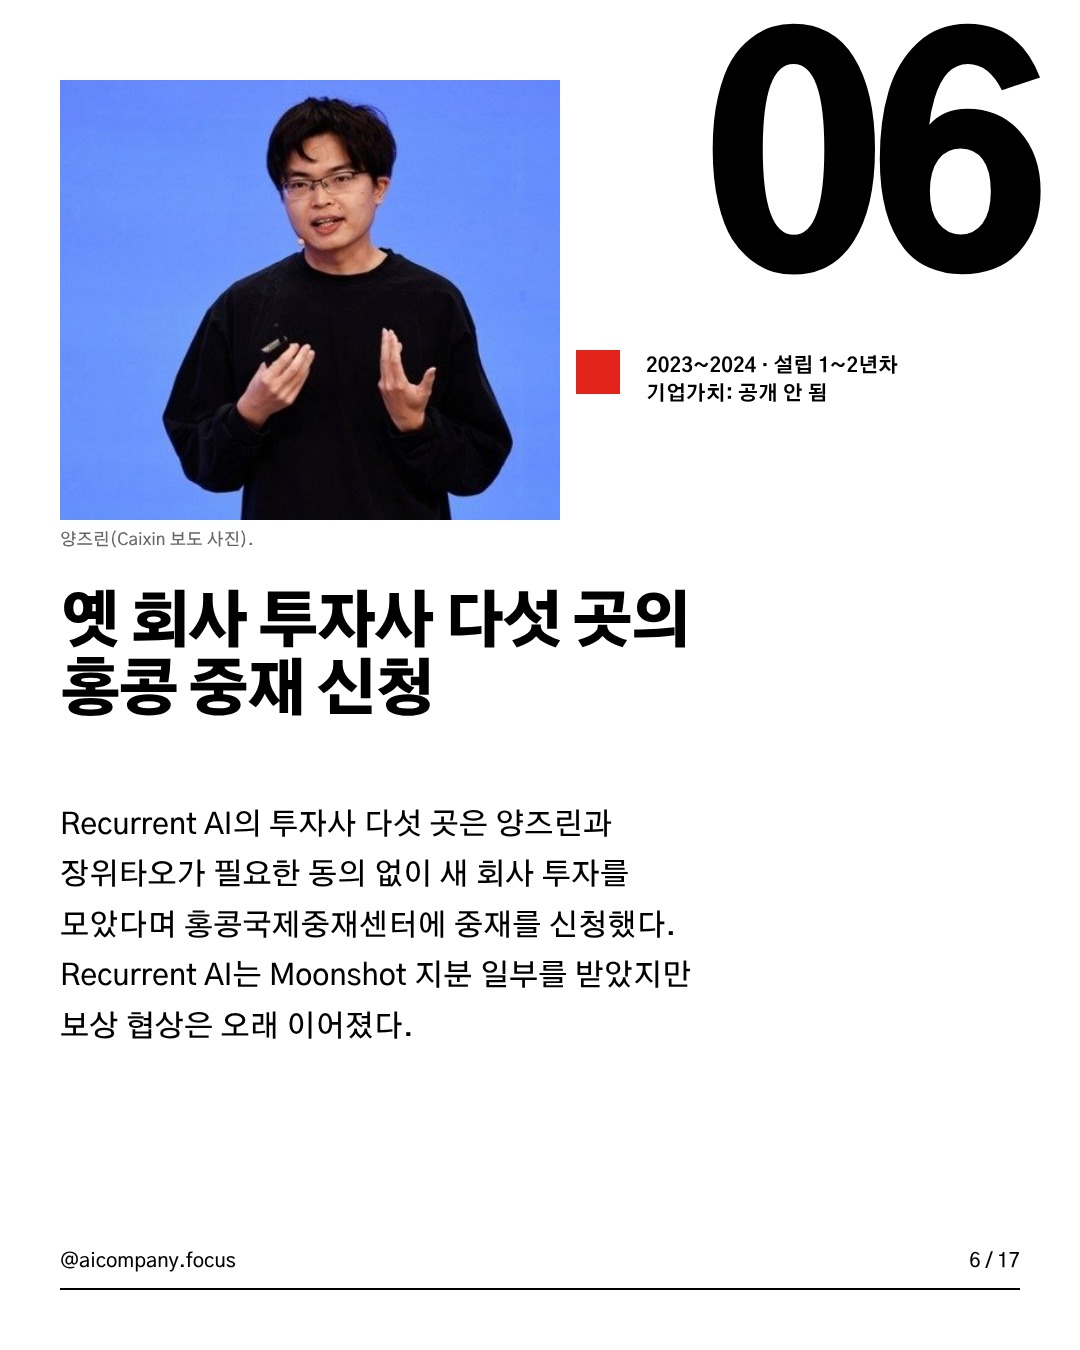 06
2023~2024 · 설립 1~2년차
기업가치: 공개 안 됨
양즈린(Caixin 보도 사진).
옛 회사 투자사 다섯 곳의
홍콩 중재 신청
Recurrent AI의 투자사 다섯 곳은 양즈린과
장위타오가 필요한 동의 없이 새 회사 투자를
모았다며 홍콩국제중재센터에 중재를 신청했다.
Recurrent AI는 Moonshot 지분 일부를 받았지만
보상 협상은 오래 이어졌다.
@aicompany.focus
6 / 17